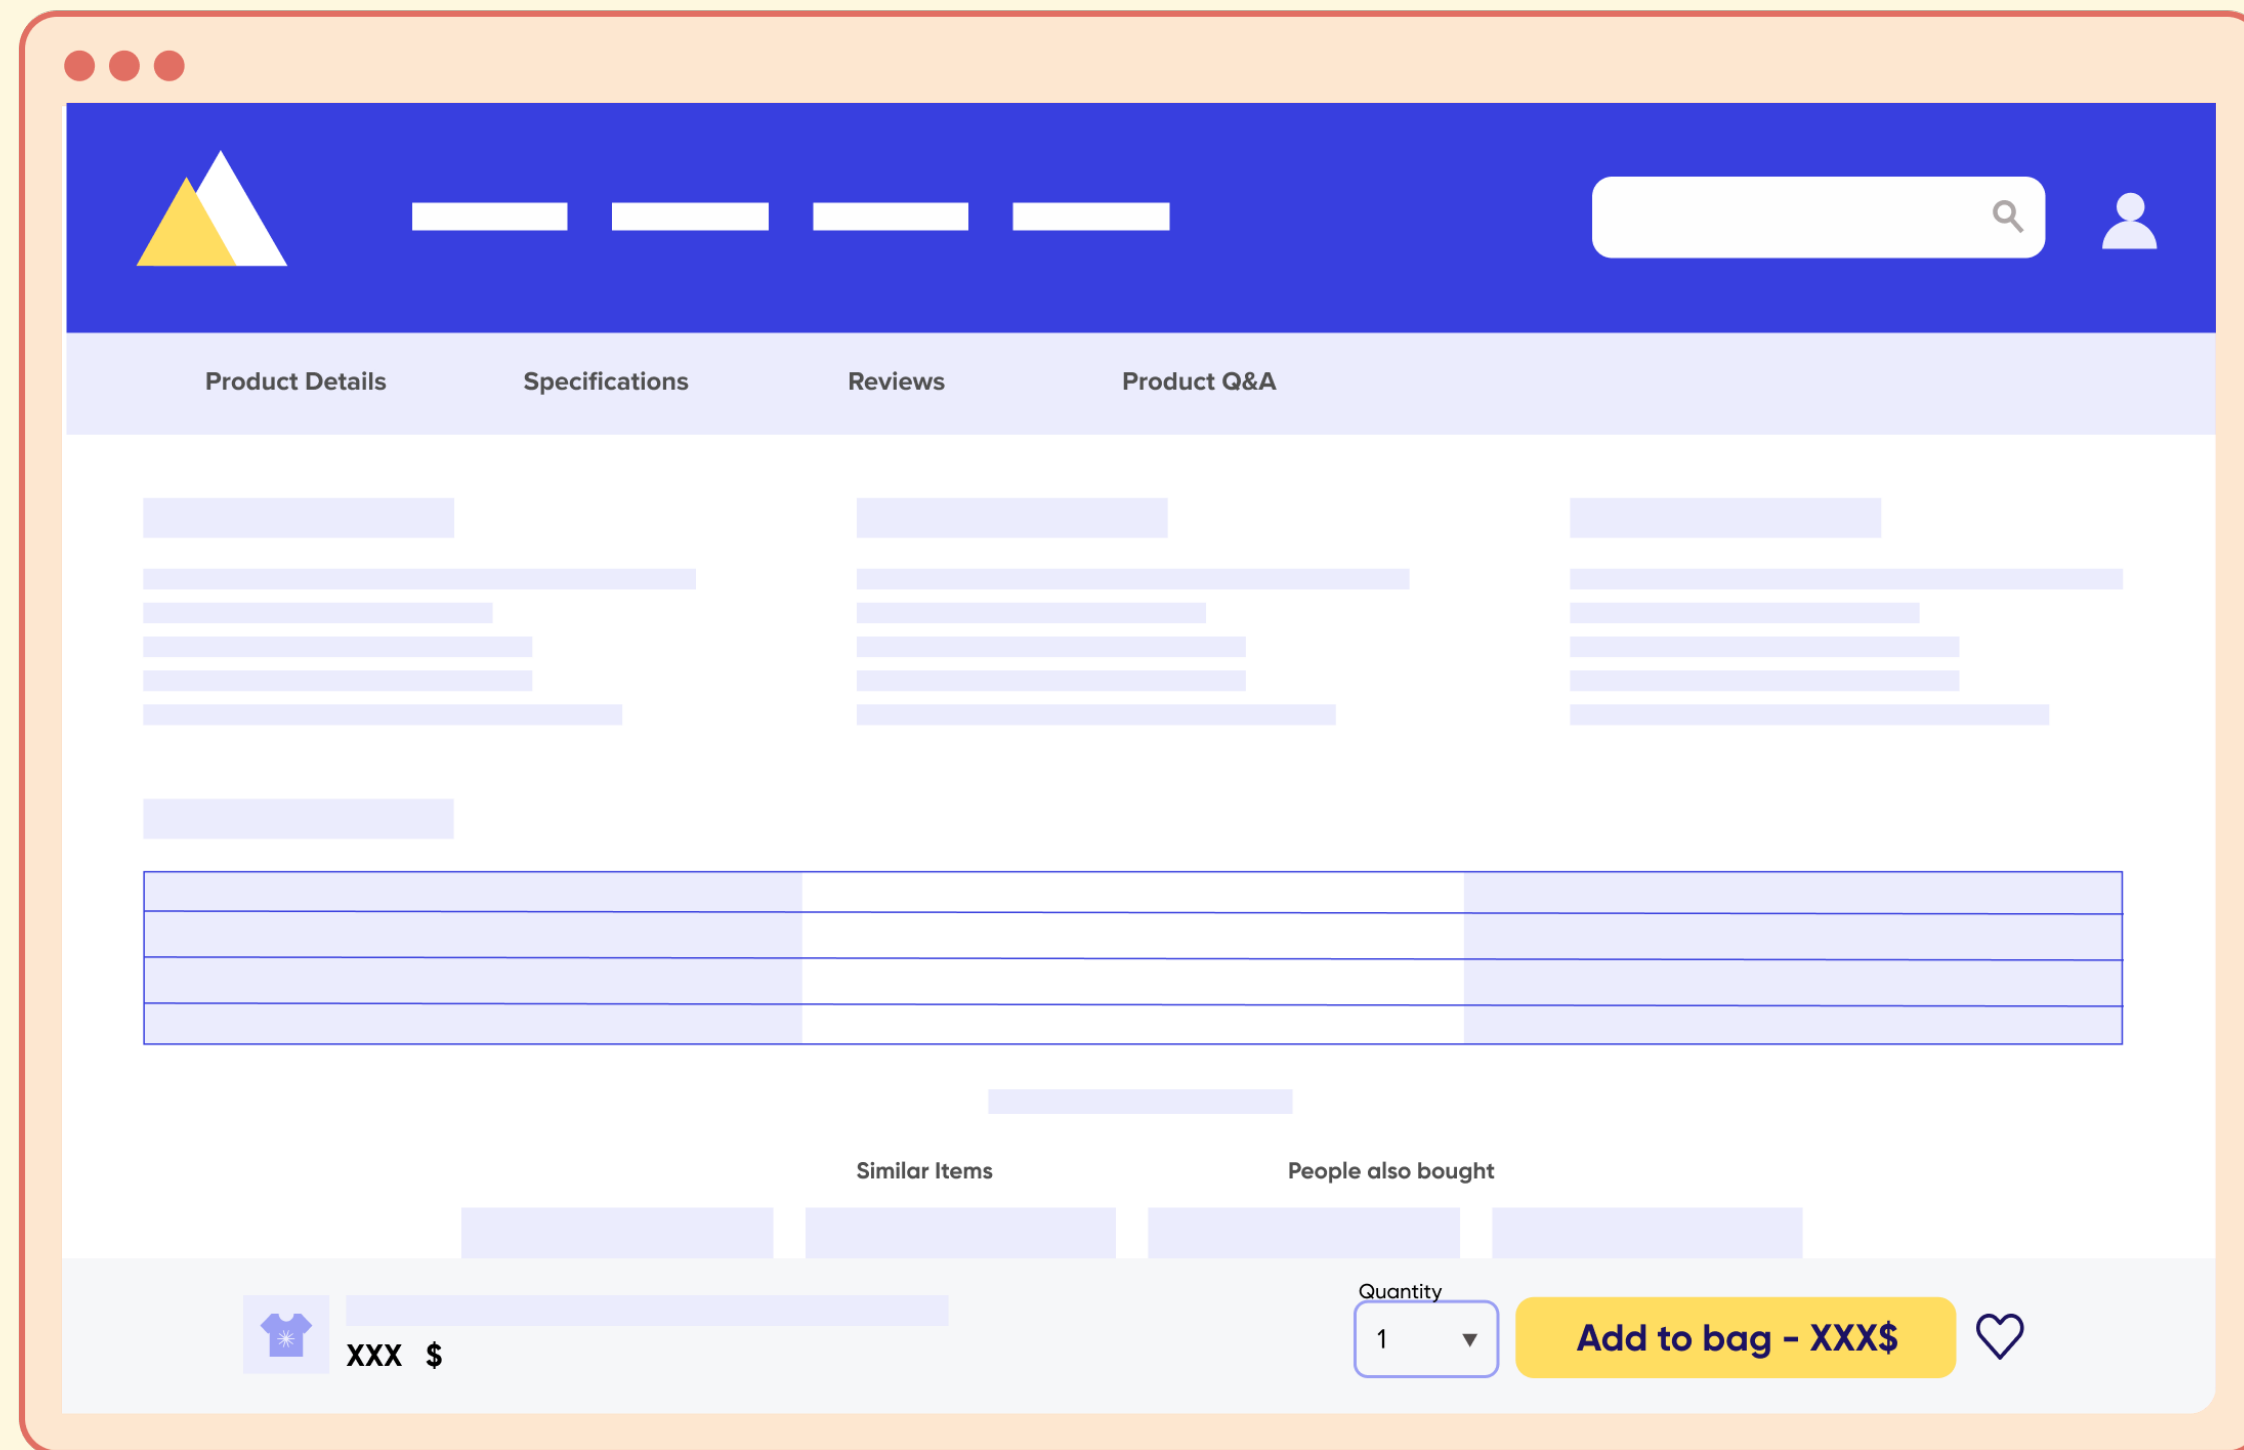 Product Details
Specifications
Reviews
Product Q&A
Similar Items
People also bought
XXX $
Quantity
1
Add to bag - XXX$